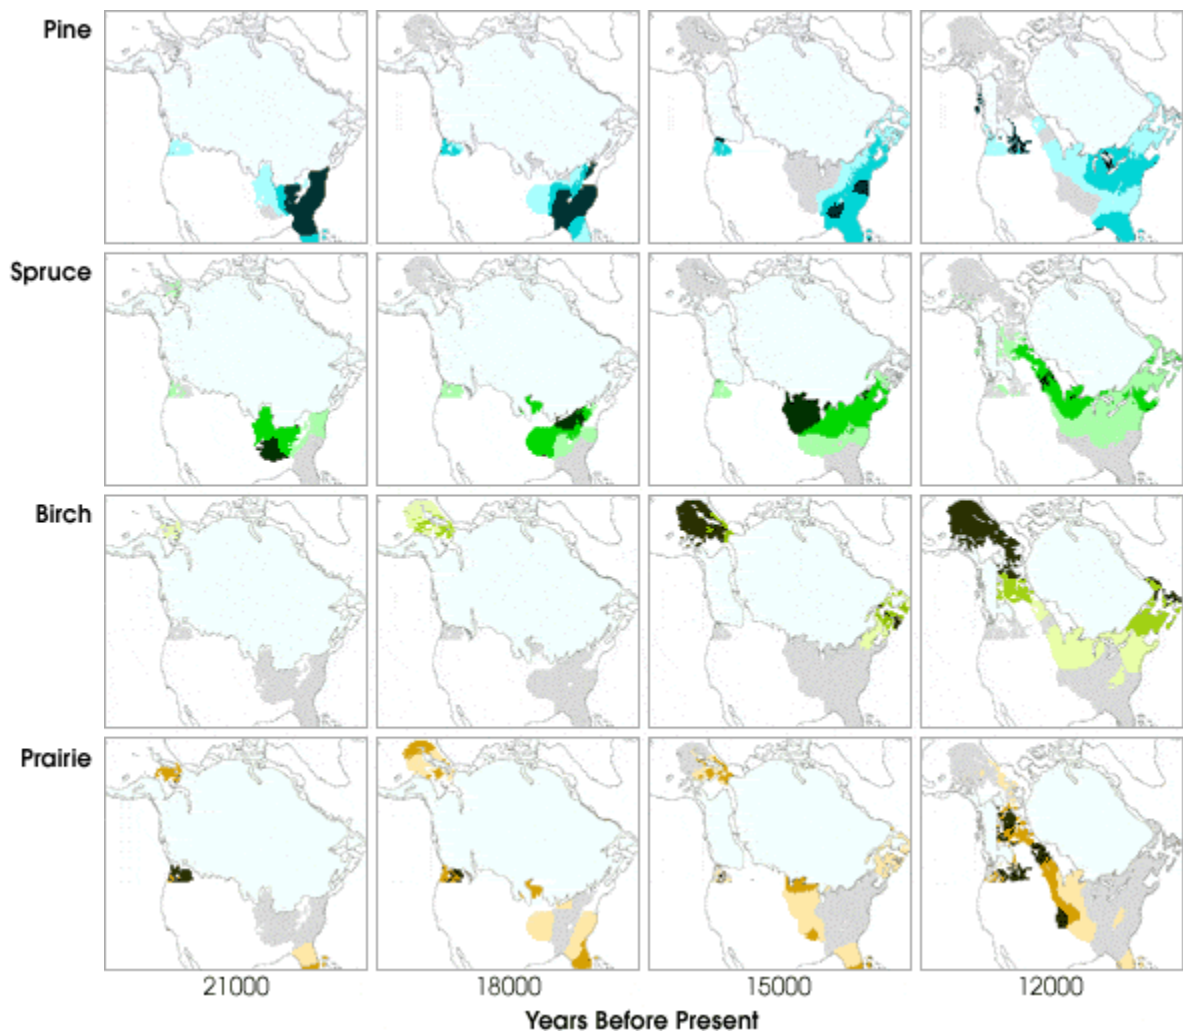 Pine
Spruce
Birch
Prairie
21000 18000 15000 12000
Years Before Present